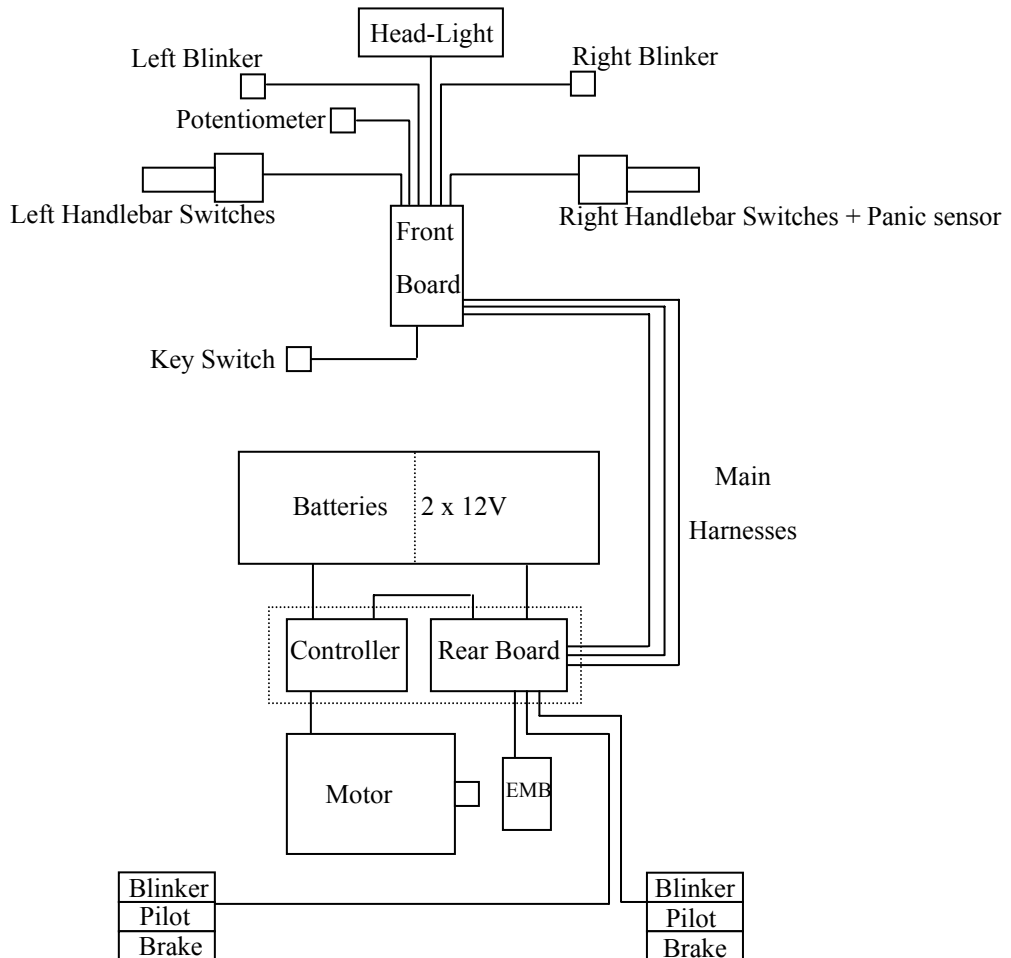 Head-Light
Left Blinker
Right Blinker
Potentiometer
Left Handlebar Switches
Right Handlebar Switches + Panic sensor
Front
Board
Key Switch
Main
Harnesses
Batteries
2 x 12V
Controller
Rear Board
Motor
EMB
Blinker
Pilot
Brake
Blinker
Pilot
Brake